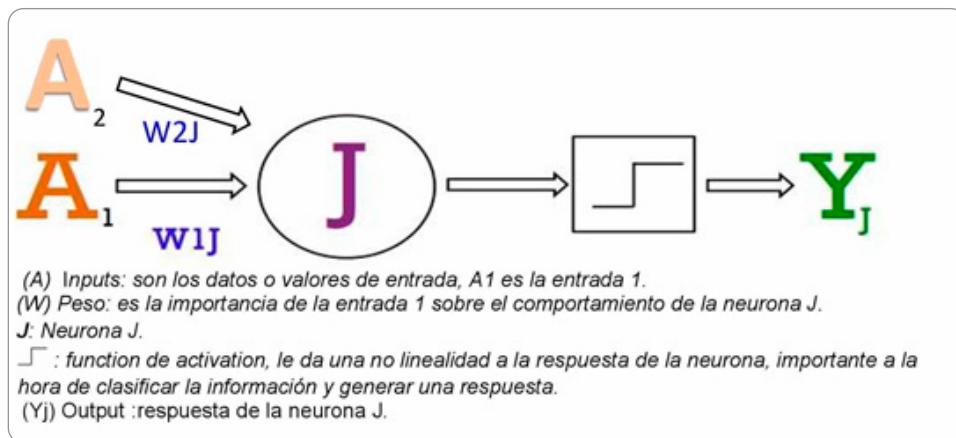 A2
W2J
A1
W1J
J
YJ
(A) Inputs: son los datos o valores de entrada, A1 es la entrada 1.
(W) Peso: es la importancia de la entrada 1 sobre el comportamiento de la neurona J.
J: Neurona J.
: function de activation, le da una no linealidad a la respuesta de la neurona, importante a la
hora de clasificar la información y generar una respuesta.
(Yj) Output :respuesta de la neurona J.